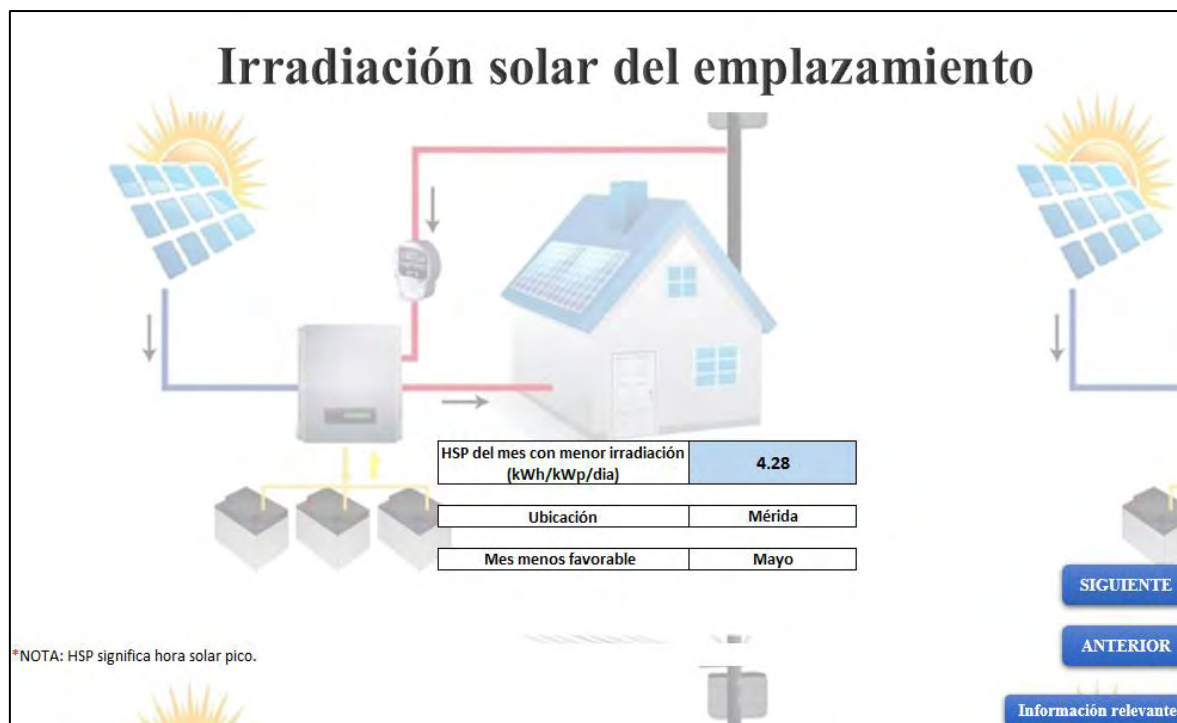 Irradiación solar del emplazamiento
HSP del mes con menor irradiación
(kWh/kWp/dia)
4.28
Ubicación
Mérida
Mes menos favorable
Mayo
SIGUIENTE
ANTERIOR
*NOTA: HSP significa hora solar pico.
Información relevante